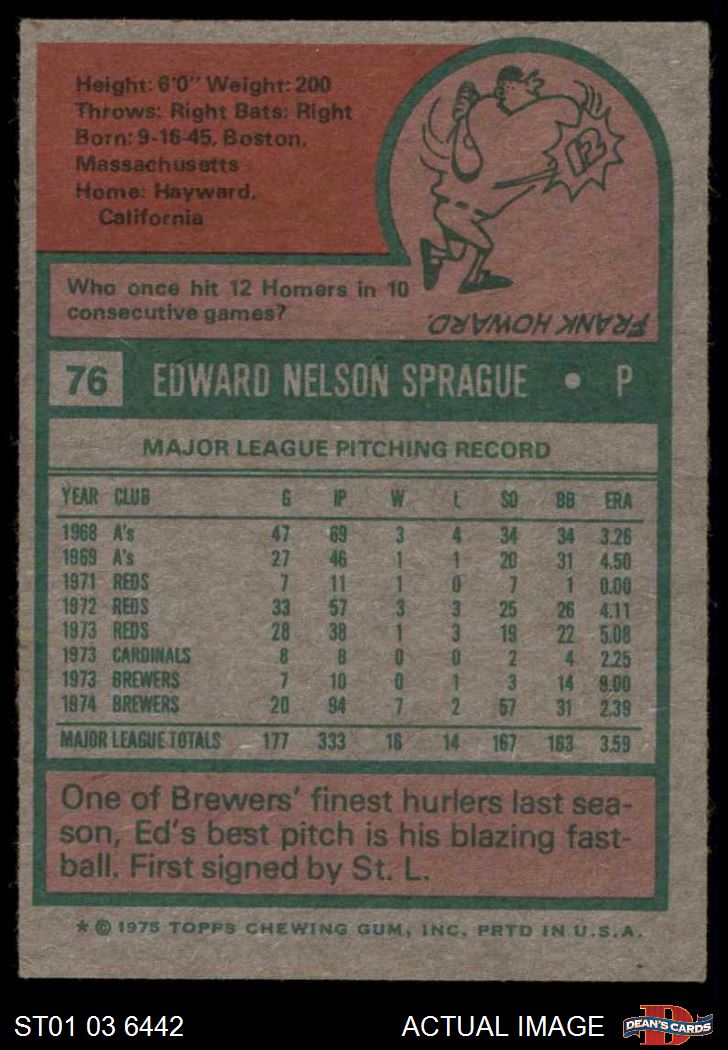 Height: 6'0" Weight: 200
Throws: Right Bats: Right
Born: 9-16-45, Boston,
Massachusetts
Home: Hayward,
California
12
Who once hit 12 Homers in 10
consecutive games?
FRANK HOWARD.
76 EDWARD NELSON SPRAGUE • P
MAJOR LEAGUE PITCHING RECORD
YEAR CLUB G IP W L SO BB ERA
1968 A's 47 69 3 4 34 34 3.26
1969 A's 27 46 1 1 20 31 4.50
1971 REDS 7 11 1 0 7 1 0.00
1972 REDS 33 57 3 3 25 26 4.11
1973 REDS 28 38 1 3 19 22 5.08
1973 CARDINALS 8 8 0 0 2 4 2.25
1973 BREWERS 7 10 0 1 3 14 9.00
1974 BREWERS 20 94 7 2 57 31 2.39
MAJOR LEAGUE TOTALS 177 333 16 14 167 163 3.59
One of Brewers' finest hurlers last sea-
son, Ed's best pitch is his blazing fast-
ball. First signed by St. L.
* © 1975 TOPPS CHEWING GUM, INC. PRTD IN U.S.A.
ST01 03 6442 ACTUAL IMAGE D DEAN'S CARDS